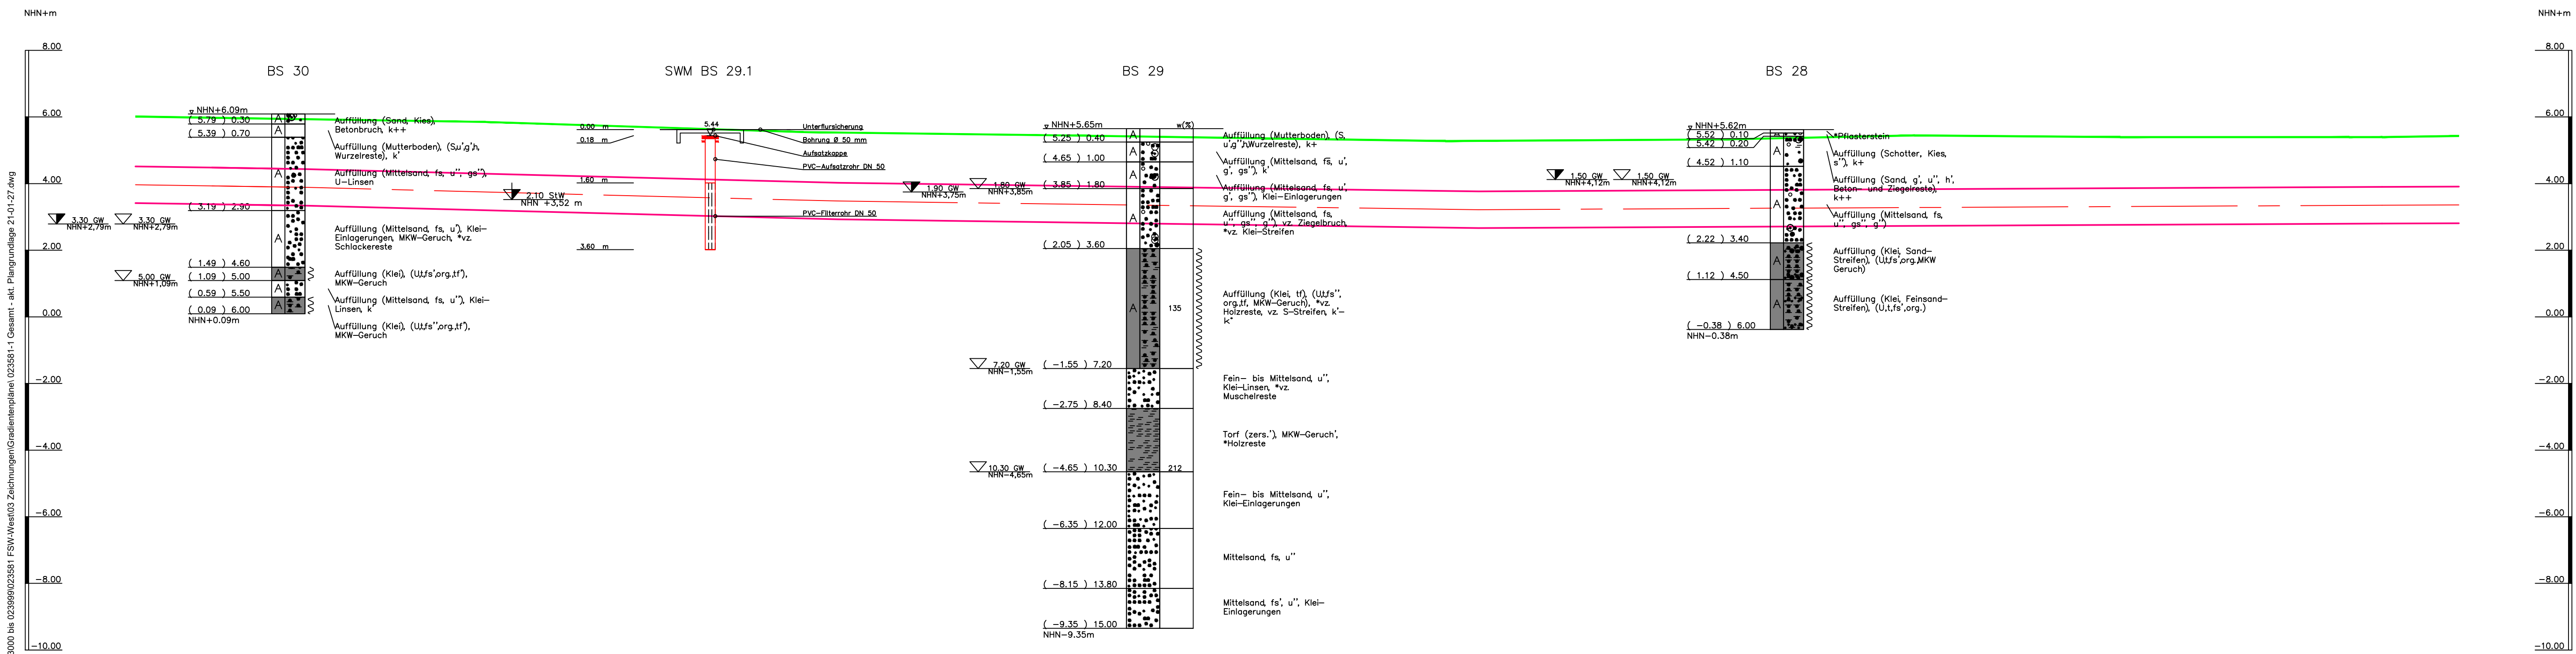 NHN+m
NHN+m
8.00
6.00
4.00
2.00
0.00
−2.00
−4.00
−6.00
−8.00
−10.00
3000 bis 023999\023581 FSW-West\03 Zeichnungen\Gradientenpläne\ 023581-1 Gesamt - akt. Plangrundlage 21-01-27.dwg
BS 30
NHN+6.09m
( 5.79 ) 0.30
( 5.39 ) 0.70
( 3.19 ) 2.90
( 1.49 ) 4.60
( 1.09 ) 5.00
( 0.59 ) 5.50
( 0.09 ) 6.00
NHN+0.09m
3.30 GW
NHN+2,79m
3.30 GW
NHN+2,79m
5.00 GW
NHN+1,09m
A
A
A
A
A
A
A
Auffüllung (Sand, Kies),
Betonbruch, k++
Auffüllung (Mutterboden), (S,u',g',h,
Wurzelreste), k'
Auffüllung (Mittelsand, fs, u'', gs''),
U−Linsen
Auffüllung (Mittelsand, fs, u'), Klei−
Einlagerungen, MKW−Geruch, *vz.
Schlackereste
Auffüllung (Klei), (U,t,fs',org.,tf'),
MKW−Geruch
Auffüllung (Mittelsand, fs, u''), Klei−
Linsen, k'
Auffüllung (Klei), (U,t,fs'',org.,tf'),
MKW−Geruch
SWM BS 29.1
5.44
0.00 m
0.18 m
1.60 m
3.60 m
2.10 StW
NHN +3,52 m
Unterflursicherung
Bohrung Ø 50 mm
Aufsatzkappe
PVC−Aufsatzrohr DN 50
PVC−Filterrohr DN 50
BS 29
NHN+5.65m
w(%)
( 5.25 ) 0.40
( 4.65 ) 1.00
( 3.85 ) 1.80
( 2.05 ) 3.60
( −1.55 ) 7.20
( −2.75 ) 8.40
( −4.65 ) 10.30
( −6.35 ) 12.00
( −8.15 ) 13.80
( −9.35 ) 15.00
NHN−9.35m
1.90 GW
NHN+3,75m
1.80 GW
NHN+3,85m
7.20 GW
NHN−1,55m
10.30 GW
NHN−4,65m
A
A
A
A
A
135
212
Auffüllung (Mutterboden), (S,
u',g'',h,Wurzelreste), k+
Auffüllung (Mittelsand, fs, u',
g', gs''), k'
Auffüllung (Mittelsand, fs, u',
g', gs''), Klei−Einlagerungen
Auffüllung (Mittelsand, fs,
u'', gs'', g''), vz. Ziegelbruch,
*vz. Klei−Streifen
Auffüllung (Klei, tf), (U,t,fs'',
org.,tf, MKW−Geruch), *vz.
Holzreste, vz. S−Streifen, k'−
k°
Fein− bis Mittelsand, u'',
Klei−Linsen, *vz.
Muschelreste
Torf (zers.'), MKW−Geruch',
*Holzreste
Fein− bis Mittelsand, u'',
Klei−Einlagerungen
Mittelsand, fs, u''
Mittelsand, fs', u'', Klei−
Einlagerungen
BS 28
NHN+5.62m
( 5.52 ) 0.10
( 5.42 ) 0.20
( 4.52 ) 1.10
( 2.22 ) 3.40
( 1.12 ) 4.50
( −0.38 ) 6.00
NHN−0.38m
1.50 GW
NHN+4,12m
1.50 GW
NHN+4,12m
A
A
A
A
*Pflasterstein
Auffüllung (Schotter, Kies,
s''), k+
Auffüllung (Sand, g', u'', h',
Beton− und Ziegelreste),
k++
Auffüllung (Mittelsand, fs,
u'', gs'', g'')
Auffüllung (Klei, Sand−
Streifen), (U,t,fs',org.,MKW
Geruch)
Auffüllung (Klei, Feinsand−
Streifen), (U,t,fs',org.)
8.00
6.00
4.00
2.00
0.00
−2.00
−4.00
−6.00
−8.00
−10.00